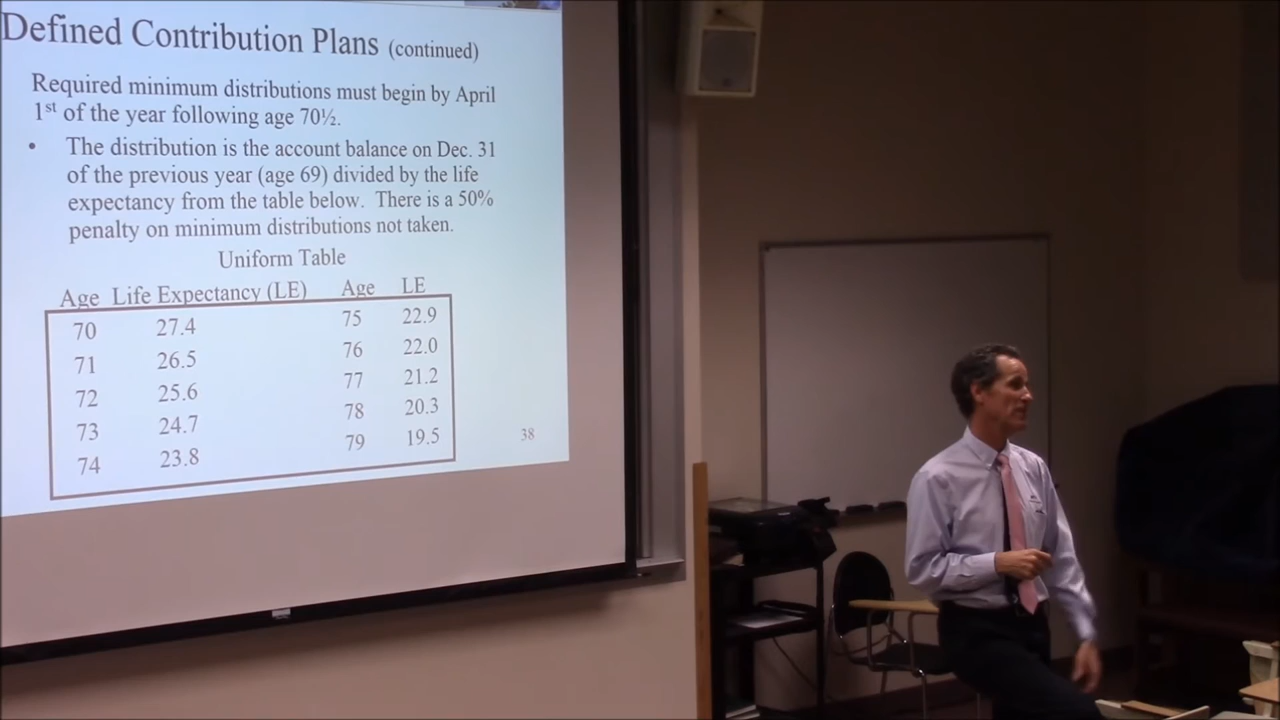 Defined Contribution Plans (continued)
Required minimum distributions must begin by April
1st of the year following age 70½.
• The distribution is the account balance on Dec. 31
of the previous year (age 69) divided by the life
expectancy from the table below. There is a 50%
penalty on minimum distributions not taken.
Uniform Table
Age Life Expectancy (LE) Age LE
70 27.4 75 22.9
71 26.5 76 22.0
72 25.6 77 21.2
73 24.7 78 20.3
74 23.8 79 19.5
38